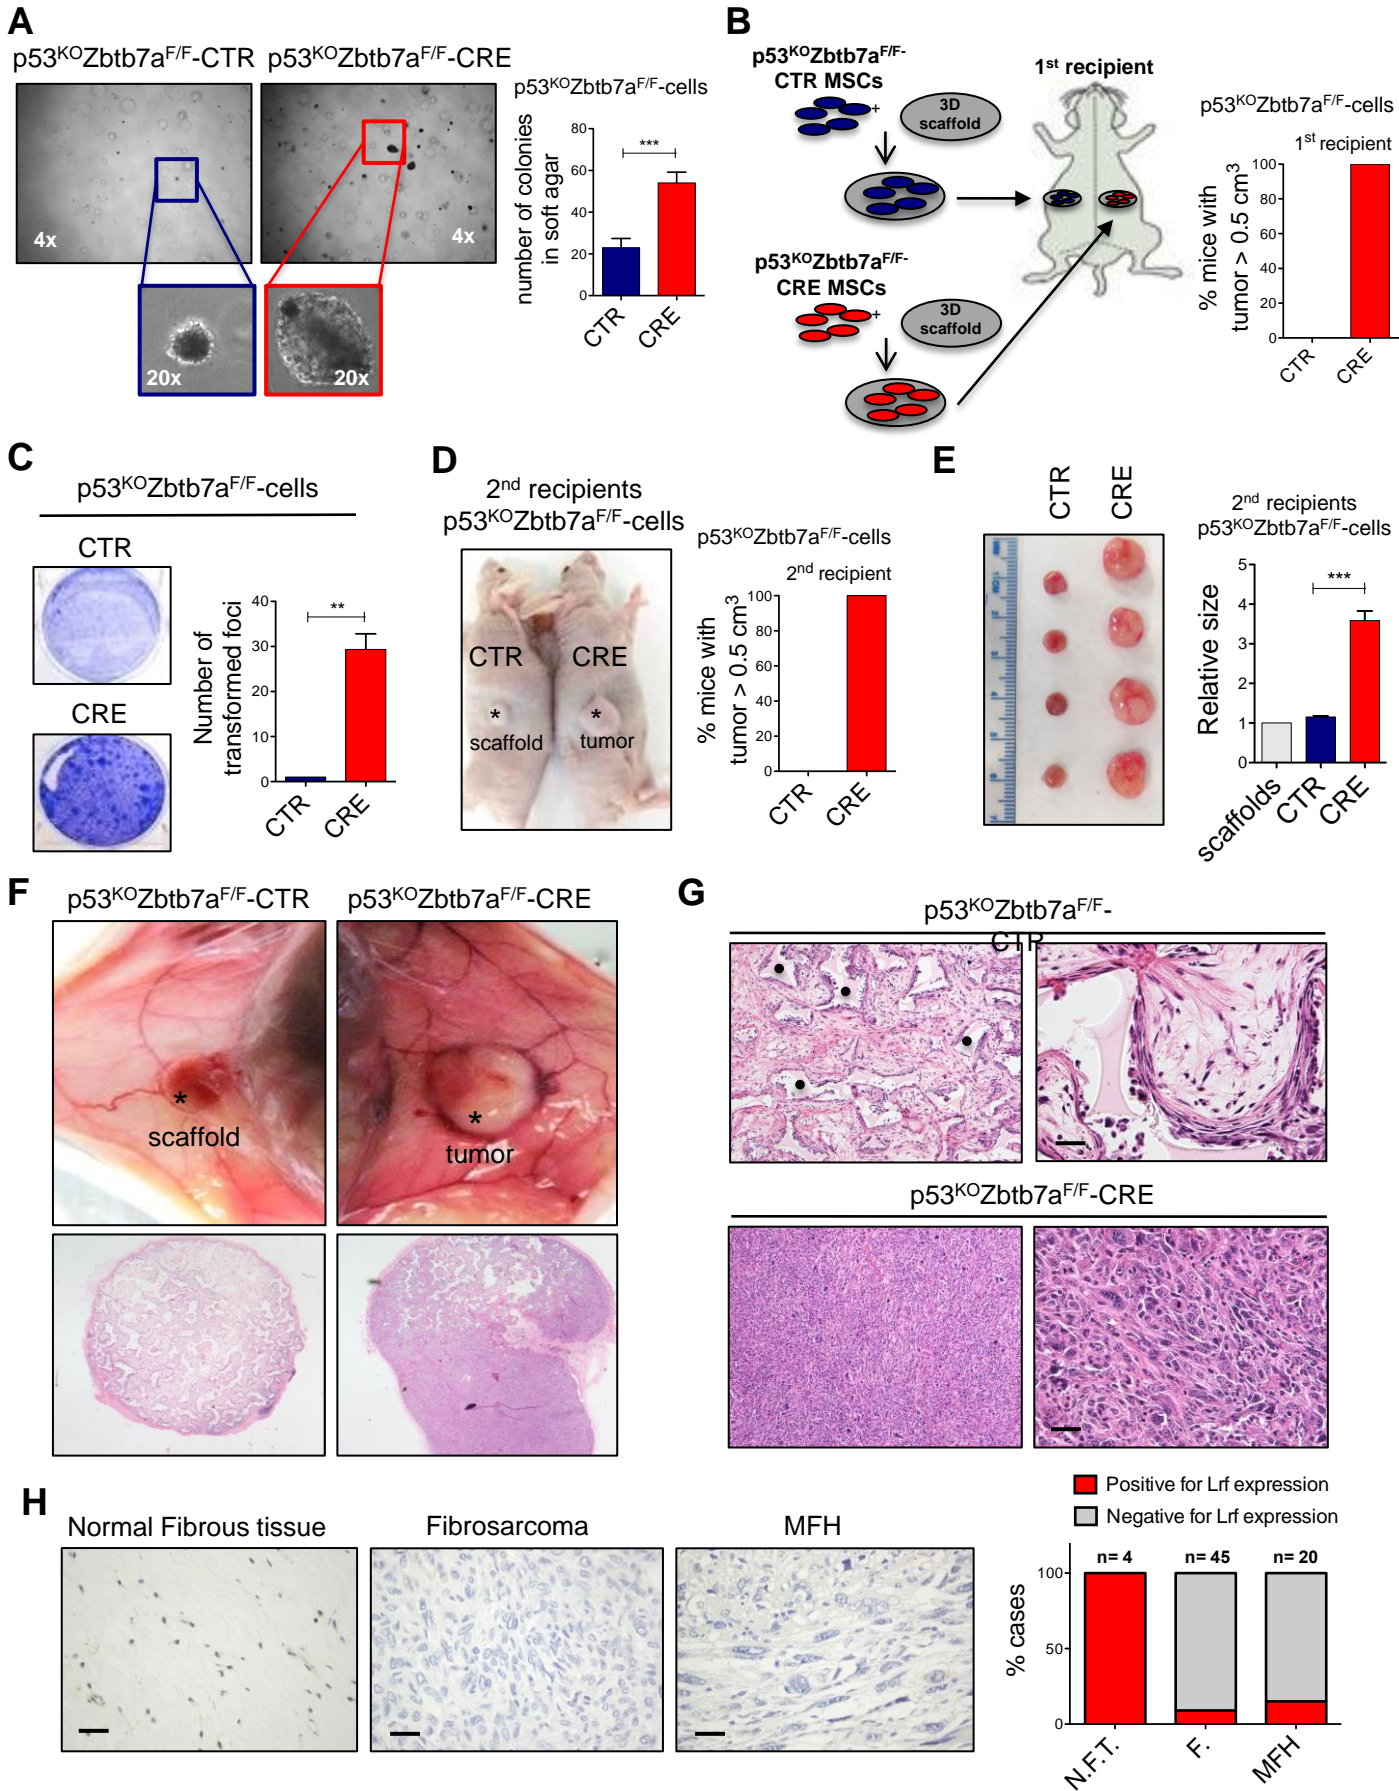 A
p53KOZbtb7aF/F-CTR
p53KOZbtb7aF/F-CRE
4x
4x
20x
20x
p53KOZbtb7aF/F-cells
number of colonies
in soft agar
80
60
40
20
0
***
CTR
CRE
B
p53KOZbtb7aF/F-
CTR MSCs
+
3D
scaffold
p53KOZbtb7aF/F-
CRE MSCs
+
3D
scaffold
1st recipient
p53KOZbtb7aF/F-cells
1st recipient
% mice with
tumor > 0.5 cm3
100
80
60
40
20
0
CTR
CRE
C
p53KOZbtb7aF/F-cells
CTR
CRE
Number of
transformed foci
40
30
20
10
0
**
CTR
CRE
D
2nd recipients
p53KOZbtb7aF/F-cells
CTR
CRE
*
*
scaffold
tumor
p53KOZbtb7aF/F-cells
2nd recipient
% mice with
tumor > 0.5 cm3
100
80
60
40
20
0
CTR
CRE
E
CTR
CRE
2nd recipients
p53KOZbtb7aF/F-cells
Relative size
5
4
3
2
1
0
***
scaffolds
CTR
CRE
F
p53KOZbtb7aF/F-CTR
p53KOZbtb7aF/F-CRE
*
scaffold
*
tumor
G
p53KOZbtb7aF/F-
CTR
p53KOZbtb7aF/F-CRE
H
Normal Fibrous tissue
Fibrosarcoma
MFH
Positive for Lrf expression
Negative for Lrf expression
% cases
100
50
0
n= 4
n= 45
n= 20
N.F.T.
F.
MFH